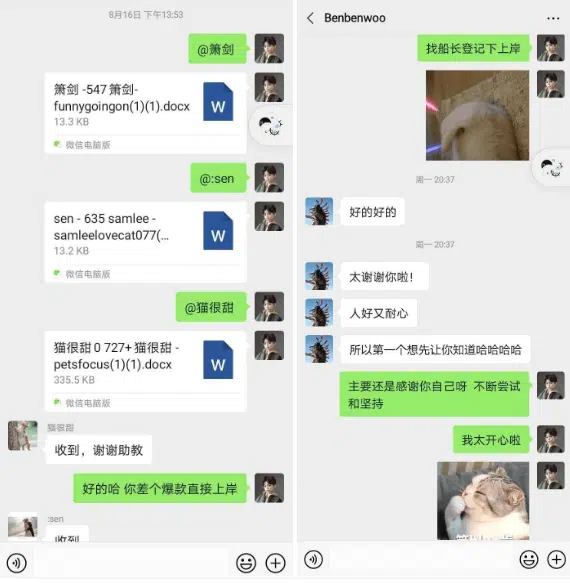 8月16日 下午13:53
@箫剑
箫剑 -547 箫剑-
funnygoingon(1)(1).docx
13.3 KB
W
微信电脑版
@:sen
sen - 635 samlee -
samleelovecat077(...
13.2 KB
W
微信电脑版
@猫很甜
猫很甜 0 727+ 猫很甜 -
petsfocus(1)(1).docx
335.5 KB
W
微信电脑版
猫很甜
收到，谢谢助教
好的哈 你差个爆款直接上岸
:sen
收到
Benbenwoo
找船长登记下上岸
周一 20:37
好的好的
周一 20:37
太谢谢你啦！
人好又耐心
所以第一个想先让你知道哈哈哈哈
主要还是感谢你自己呀 不断尝试
和坚持
我太开心啦